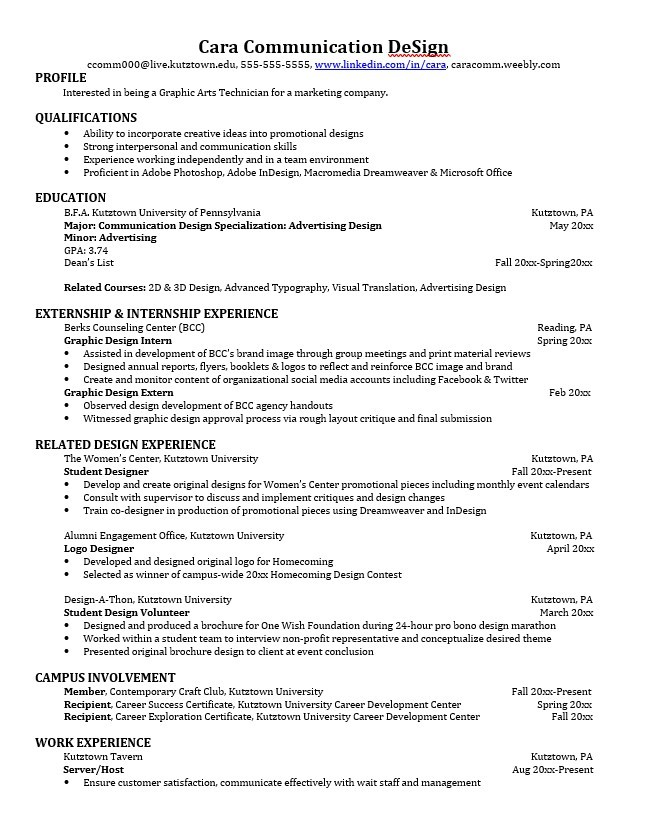 Cara Communication DeSign
ccomm000@live.kutztown.edu, 555-555-5555, www.linkedin.com/in/cara, caracomm.weebly.com
PROFILE
Interested in being a Graphic Arts Technician for a marketing company.
QUALIFICATIONS
• Ability to incorporate creative ideas into promotional designs
• Strong interpersonal and communication skills
• Experience working independently and in a team environment
• Proficient in Adobe Photoshop, Adobe InDesign, Macromedia Dreamweaver & Microsoft Office
EDUCATION
B.F.A. Kutztown University of Pennsylvania Kutztown, PA
Major: Communication Design Specialization: Advertising Design May 20xx
Minor: Advertising
GPA: 3.74
Dean's List Fall 20xx-Spring20xx
Related Courses: 2D & 3D Design, Advanced Typography, Visual Translation, Advertising Design
EXTERNSHIP & INTERNSHIP EXPERIENCE
Berks Counseling Center (BCC) Reading, PA
Graphic Design Intern Spring 20xx
• Assisted in development of BCC's brand image through group meetings and print material reviews
• Designed annual reports, flyers, booklets & logos to reflect and reinforce BCC image and brand
• Create and monitor content of organizational social media accounts including Facebook & Twitter
Graphic Design Extern Feb 20xx
• Observed design development of BCC agency handouts
• Witnessed graphic design approval process via rough layout critique and final submission
RELATED DESIGN EXPERIENCE
The Women's Center, Kutztown University Kutztown, PA
Student Designer Fall 20xx-Present
• Develop and create original designs for Women's Center promotional pieces including monthly event calendars
• Consult with supervisor to discuss and implement critiques and design changes
• Train co-designer in production of promotional pieces using Dreamweaver and InDesign
Alumni Engagement Office, Kutztown University Kutztown, PA
Logo Designer April 20xx
• Developed and designed original logo for Homecoming
• Selected as winner of campus-wide 20xx Homecoming Design Contest
Design-A-Thon, Kutztown University Kutztown, PA
Student Design Volunteer March 20xx
• Designed and produced a brochure for One Wish Foundation during 24-hour pro bono design marathon
• Worked within a student team to interview non-profit representative and conceptualize desired theme
• Presented original brochure design to client at event conclusion
CAMPUS INVOLVEMENT
Member, Contemporary Craft Club, Kutztown University Fall 20xx-Present
Recipient, Career Success Certificate, Kutztown University Career Development Center Spring 20xx
Recipient, Career Exploration Certificate, Kutztown University Career Development Center Fall 20xx
WORK EXPERIENCE
Kutztown Tavern Kutztown, PA
Server/Host Aug 20xx-Present
• Ensure customer satisfaction, communicate effectively with wait staff and management